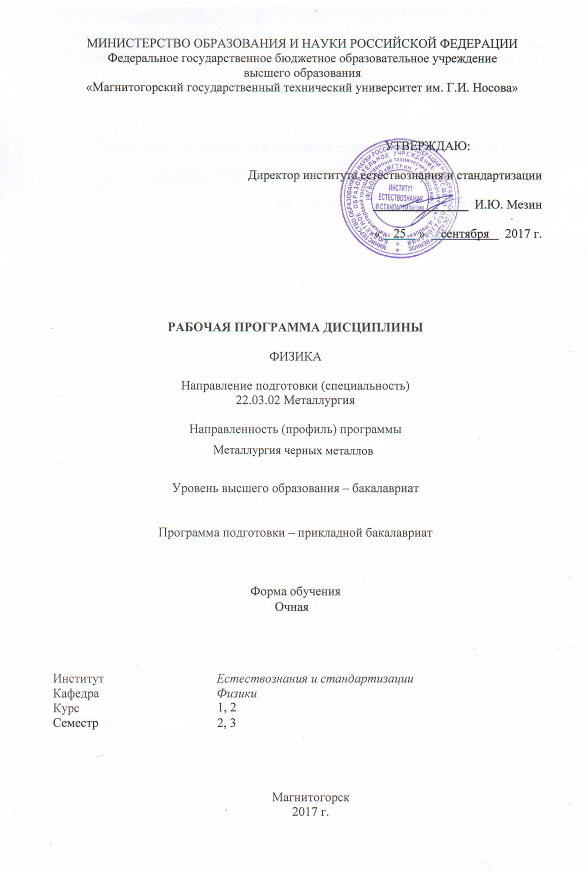 МИНИСТЕРСТВО ОБРАЗОВАНИЯ И НАУКИ РОССИЙСКОЙ ФЕДЕРАЦИИ
Федеральное государственное бюджетное образовательное учреждение
высшего образования
«Магнитогорский государственный технический университет им. Г.И. Носова»
УТВЕРЖДАЮ:
Директор института естествознания и стандартизации
ИНСТИТУТ
ЕСТЕСТВОЗНАНИЯ
И СТАНДАРТИЗАЦИИ
И.Ю. Мезин
« 25 » сентября 2017 г.
РАБОЧАЯ ПРОГРАММА ДИСЦИПЛИНЫ
ФИЗИКА
Направление подготовки (специальность)
22.03.02 Металлургия
Направленность (профиль) программы
Металлургия черных металлов
Уровень высшего образования – бакалавриат
Программа подготовки – прикладной бакалавриат
Форма обучения
Очная
Институт Естествознания и стандартизации
Кафедра Физики
Курс 1, 2
Семестр 2, 3
Магнитогорск
2017 г.